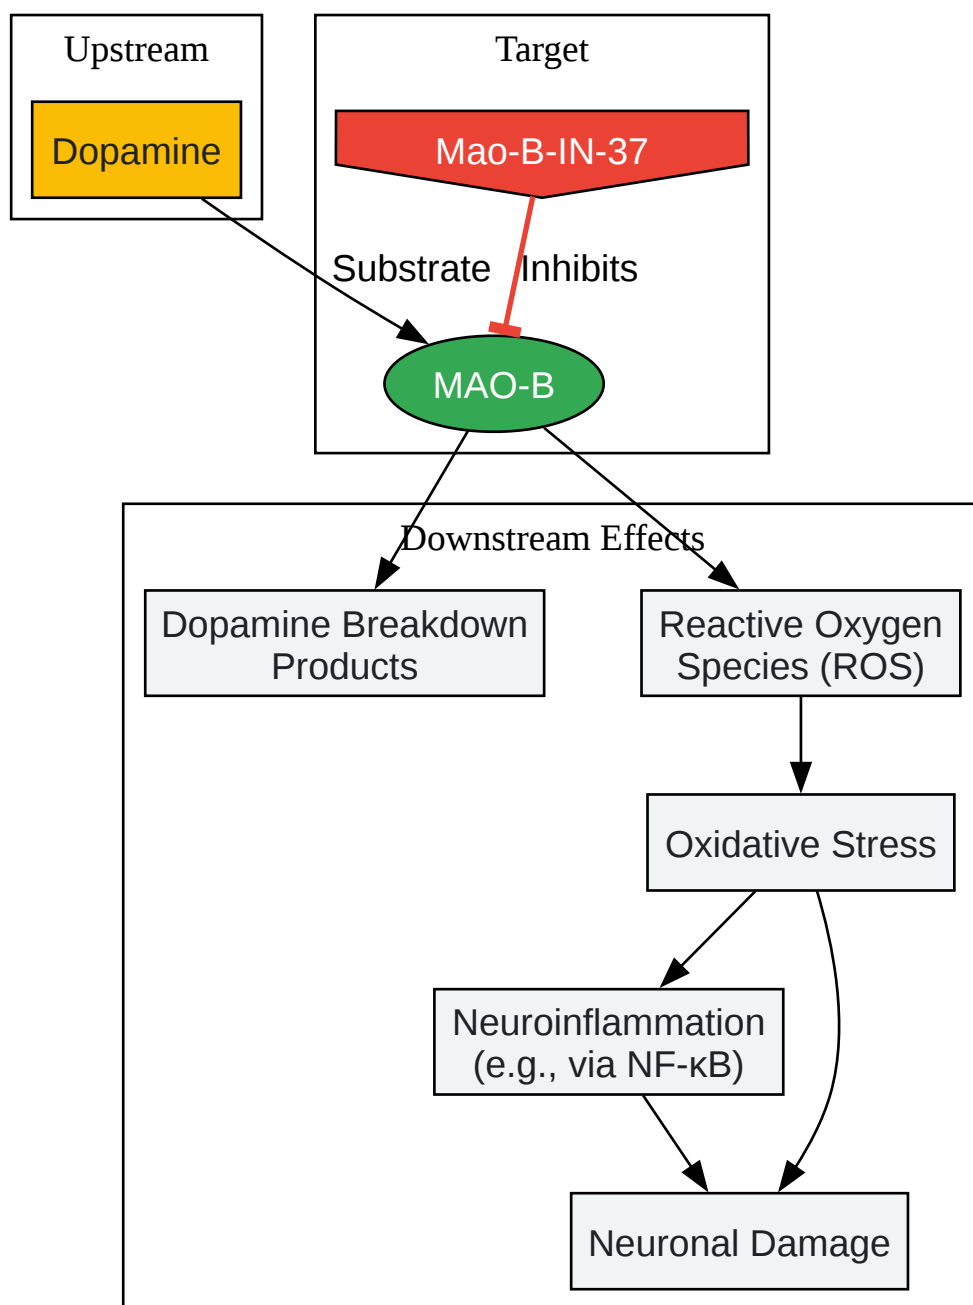 Upstream
Target
Dopamine
Mao-B-IN-37
Substrate
Inhibits
MAO-B
Downstream Effects
Dopamine Breakdown
Products
Reactive Oxygen
Species (ROS)
Oxidative Stress
Neuroinflammation
(e.g., via NF-κB)
Neuronal Damage